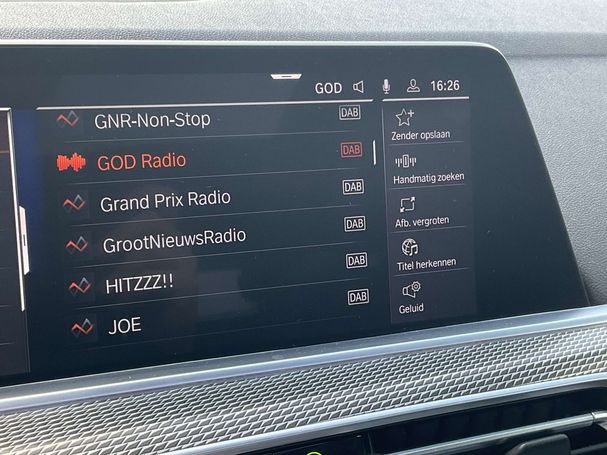 GOD 16:26
GNR-Non-Stop DAB
GOD Radio DAB
Grand Prix Radio DAB
GrootNieuwsRadio DAB
HITZZZ!! DAB
JOE DAB
Zender opslaan
Handmatig zoeken
Afb. vergroten
Titel herkennen
Geluid